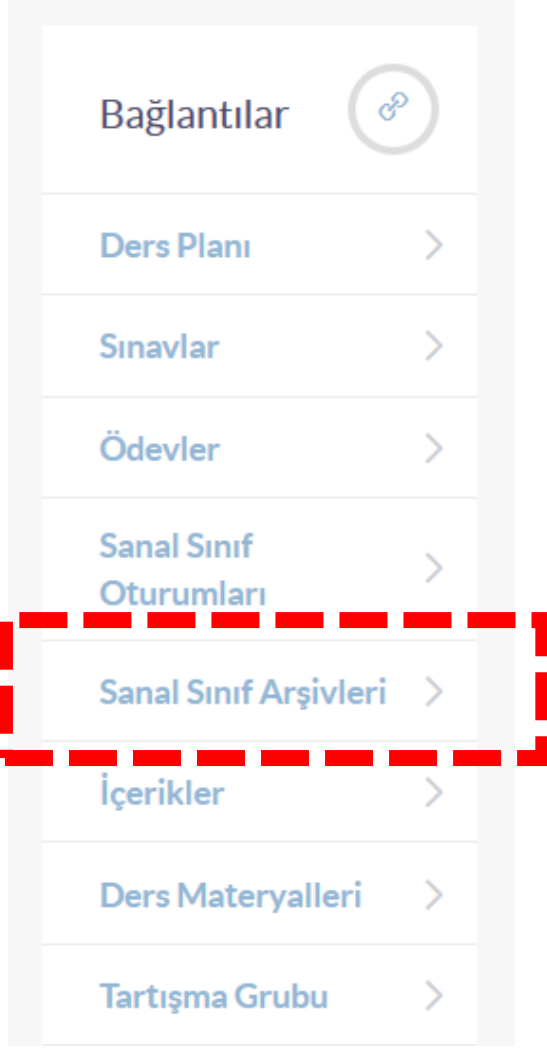 Bağlantılar
Ders Planı
Sınavlar
Ödevler
Sanal Sınıf
Oturumları
Sanal Sınıf Arşivleri
İçerikler
Ders Materyalleri
Tartışma Grubu